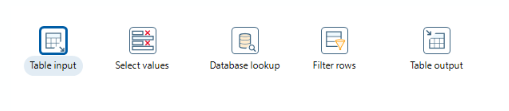 Table input
Select values
Database lookup
Filter rows
Table output